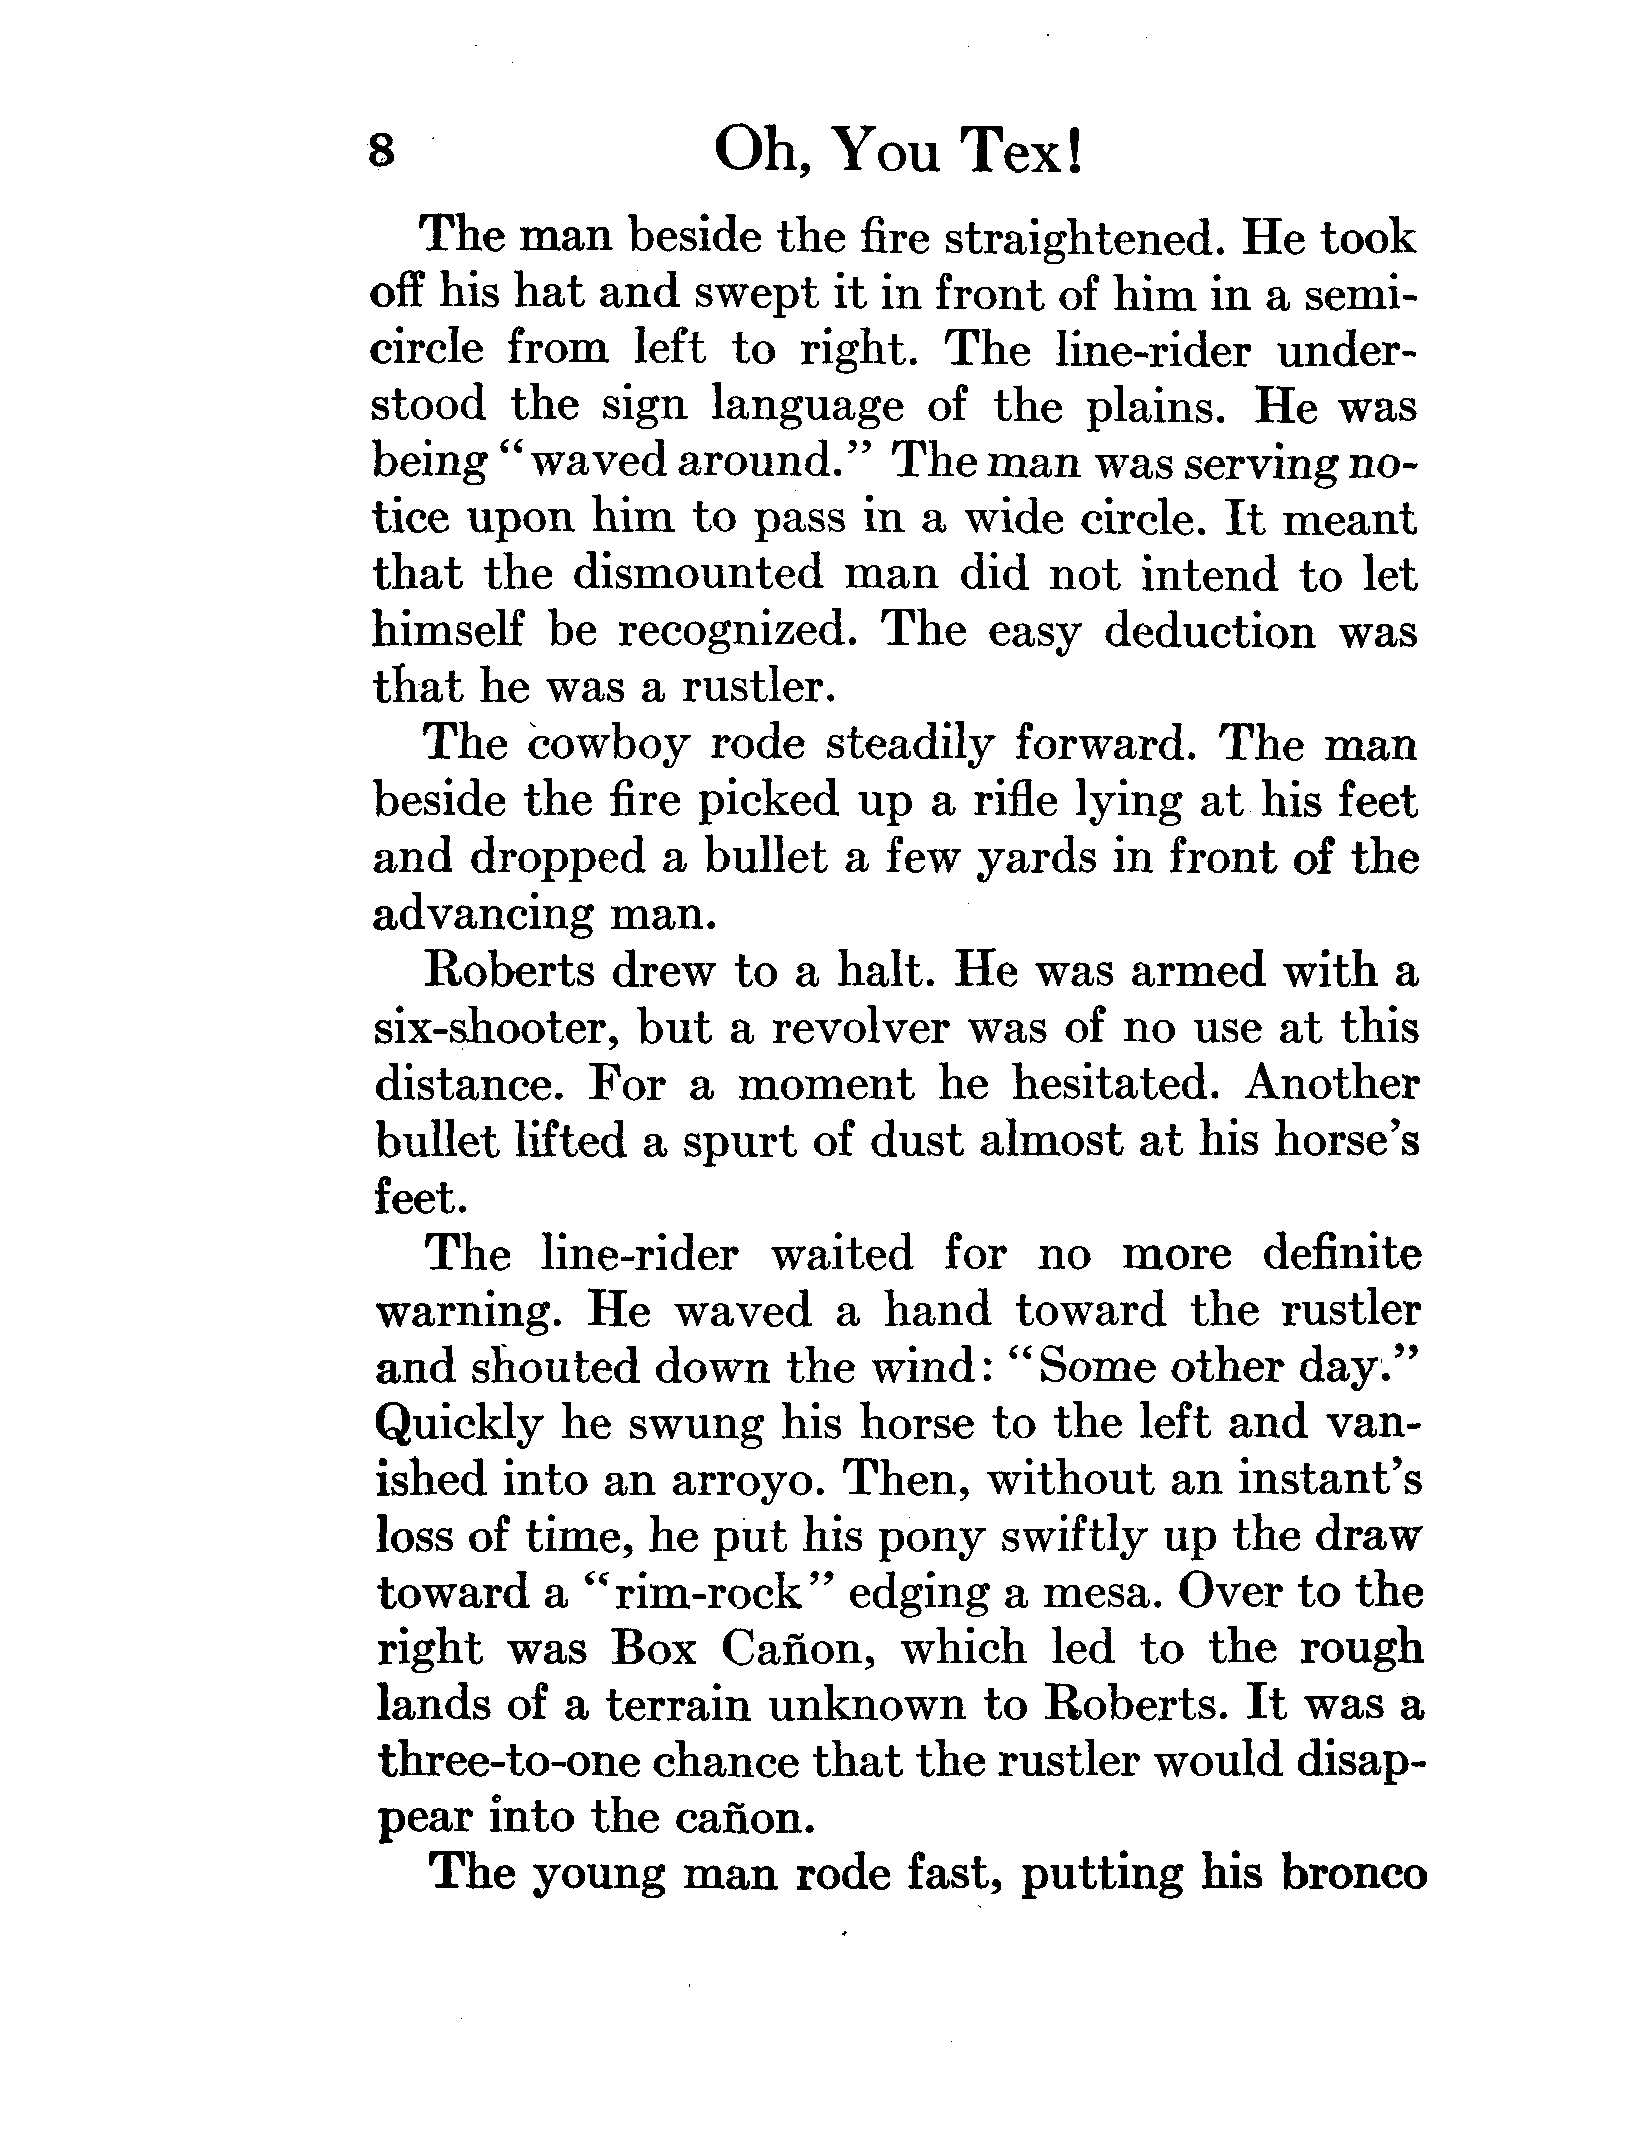 8 Oh, You Tex!
The man beside the fire straightened. He took
off his hat and swept it in front of him in a semi-
circle from left to right. The line-rider under-
stood the sign language of the plains. He was
being "waved around." The man was serving no-
tice upon him to pass in a wide circle. It meant
that the dismounted man did not intend to let
himself be recognized. The easy deduction was
that he was a rustler.
The cowboy rode steadily forward. The man
beside the fire picked up a rifle lying at his feet
and dropped a bullet a few yards in front of the
advancing man.
Roberts drew to a halt. He was armed with a
six-shooter, but a revolver was of no use at this
distance. For a moment he hesitated. Another
bullet lifted a spurt of dust almost at his horse's
feet.
The line-rider waited for no more definite
warning. He waved a hand toward the rustler
and shouted down the wind: "Some other day."
Quickly he swung his horse to the left and van-
ished into an arroyo. Then, without an instant's
loss of time, he put his pony swiftly up the draw
toward a "rim-rock" edging a mesa. Over to the
right was Box Cañon, which led to the rough
lands of a terrain unknown to Roberts. It was a
three-to-one chance that the rustler would disap-
pear into the cañon.
The young man rode fast, putting his bronco